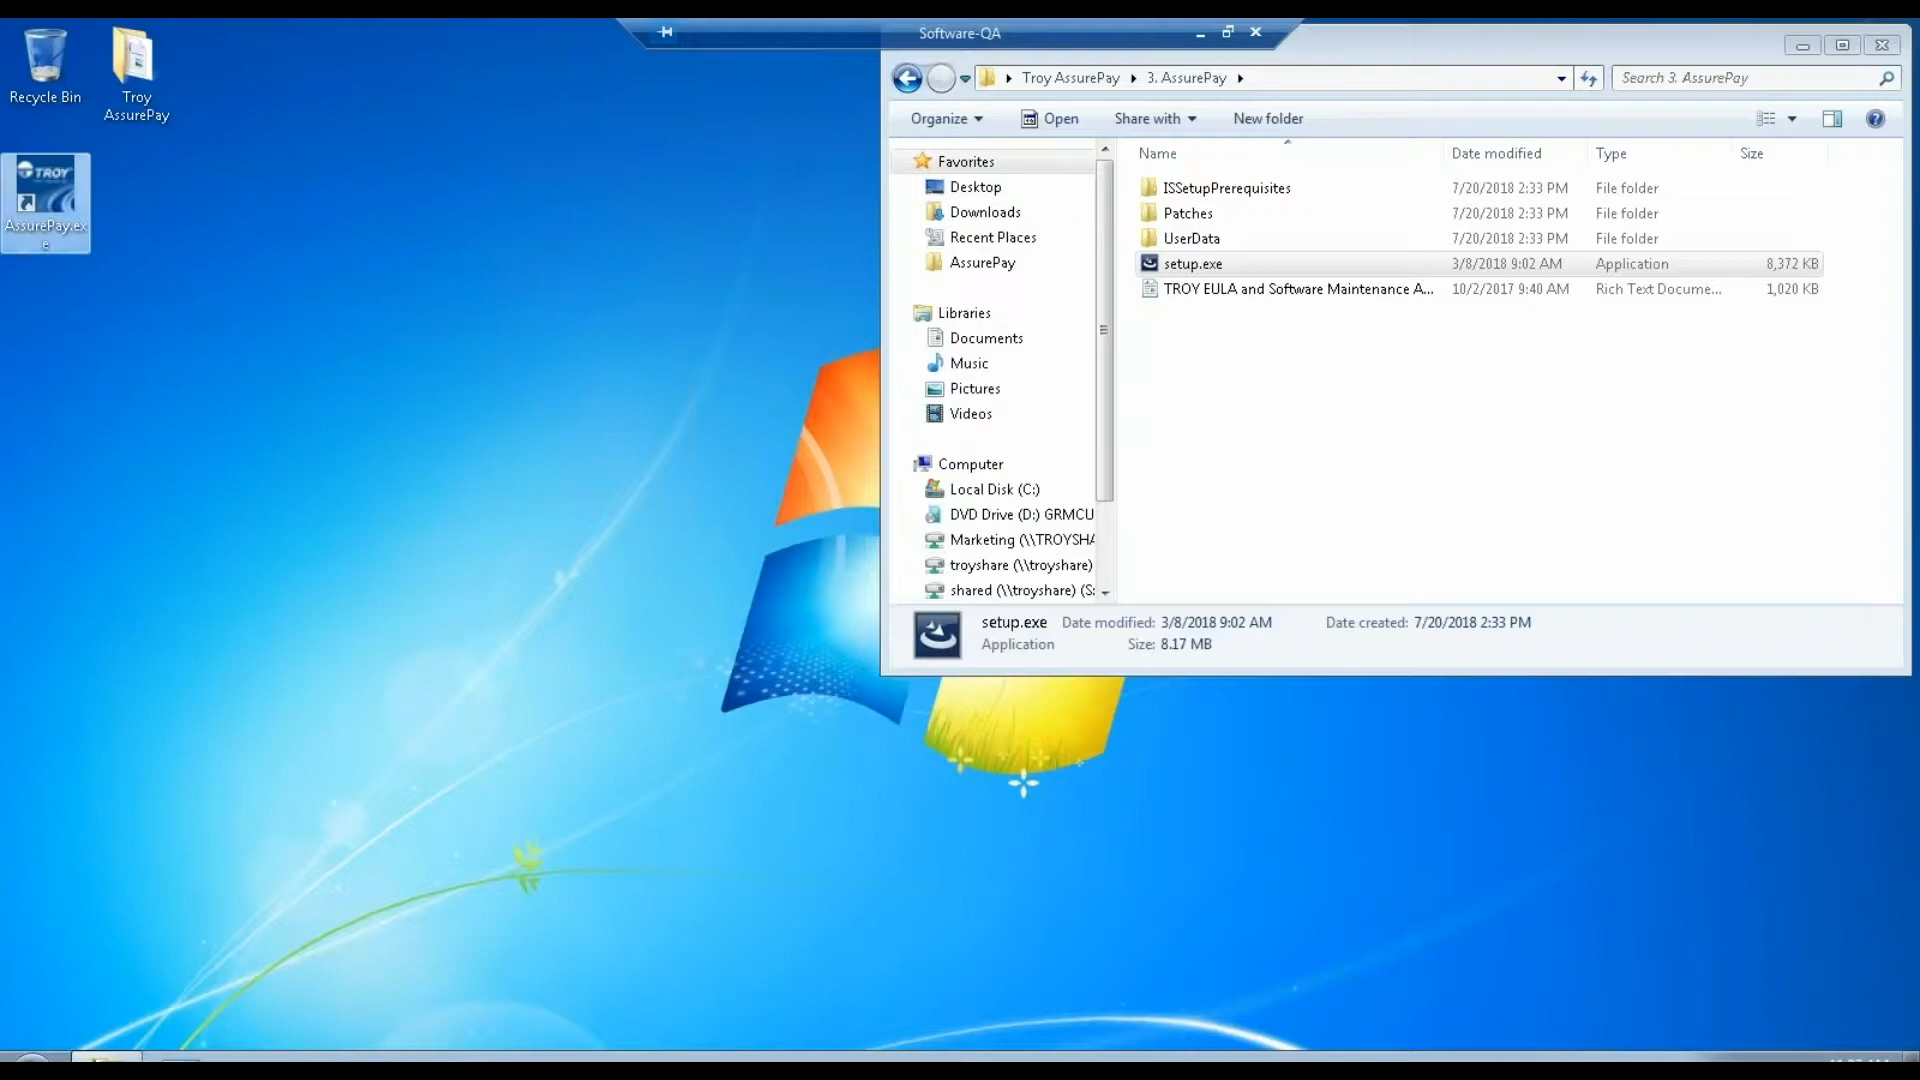 Software-QA
Recycle Bin
Troy
AssurePay
TROY
AssurePay.ex
e
Troy AssurePay 3. AssurePay
Search 3. AssurePay
Organize Open Share with New folder
Name Date modified Type Size
Favorites
Desktop
Downloads
Recent Places
AssurePay
Libraries
Documents
Music
Pictures
Videos
Computer
Local Disk (C:)
DVD Drive (D:) GRMCU
Marketing (\\TROYSHA
troyshare (\\troyshare)
shared (\\troyshare) (S:
ISSetupPrerequisites 7/20/2018 2:33 PM File folder
Patches 7/20/2018 2:33 PM File folder
UserData 7/20/2018 2:33 PM File folder
setup.exe 3/8/2018 9:02 AM Application 8,372 KB
TROY EULA and Software Maintenance A... 10/2/2017 9:40 AM Rich Text Docume... 1,020 KB
setup.exe Date modified: 3/8/2018 9:02 AM Date created: 7/20/2018 2:33 PM
Application Size: 8.17 MB